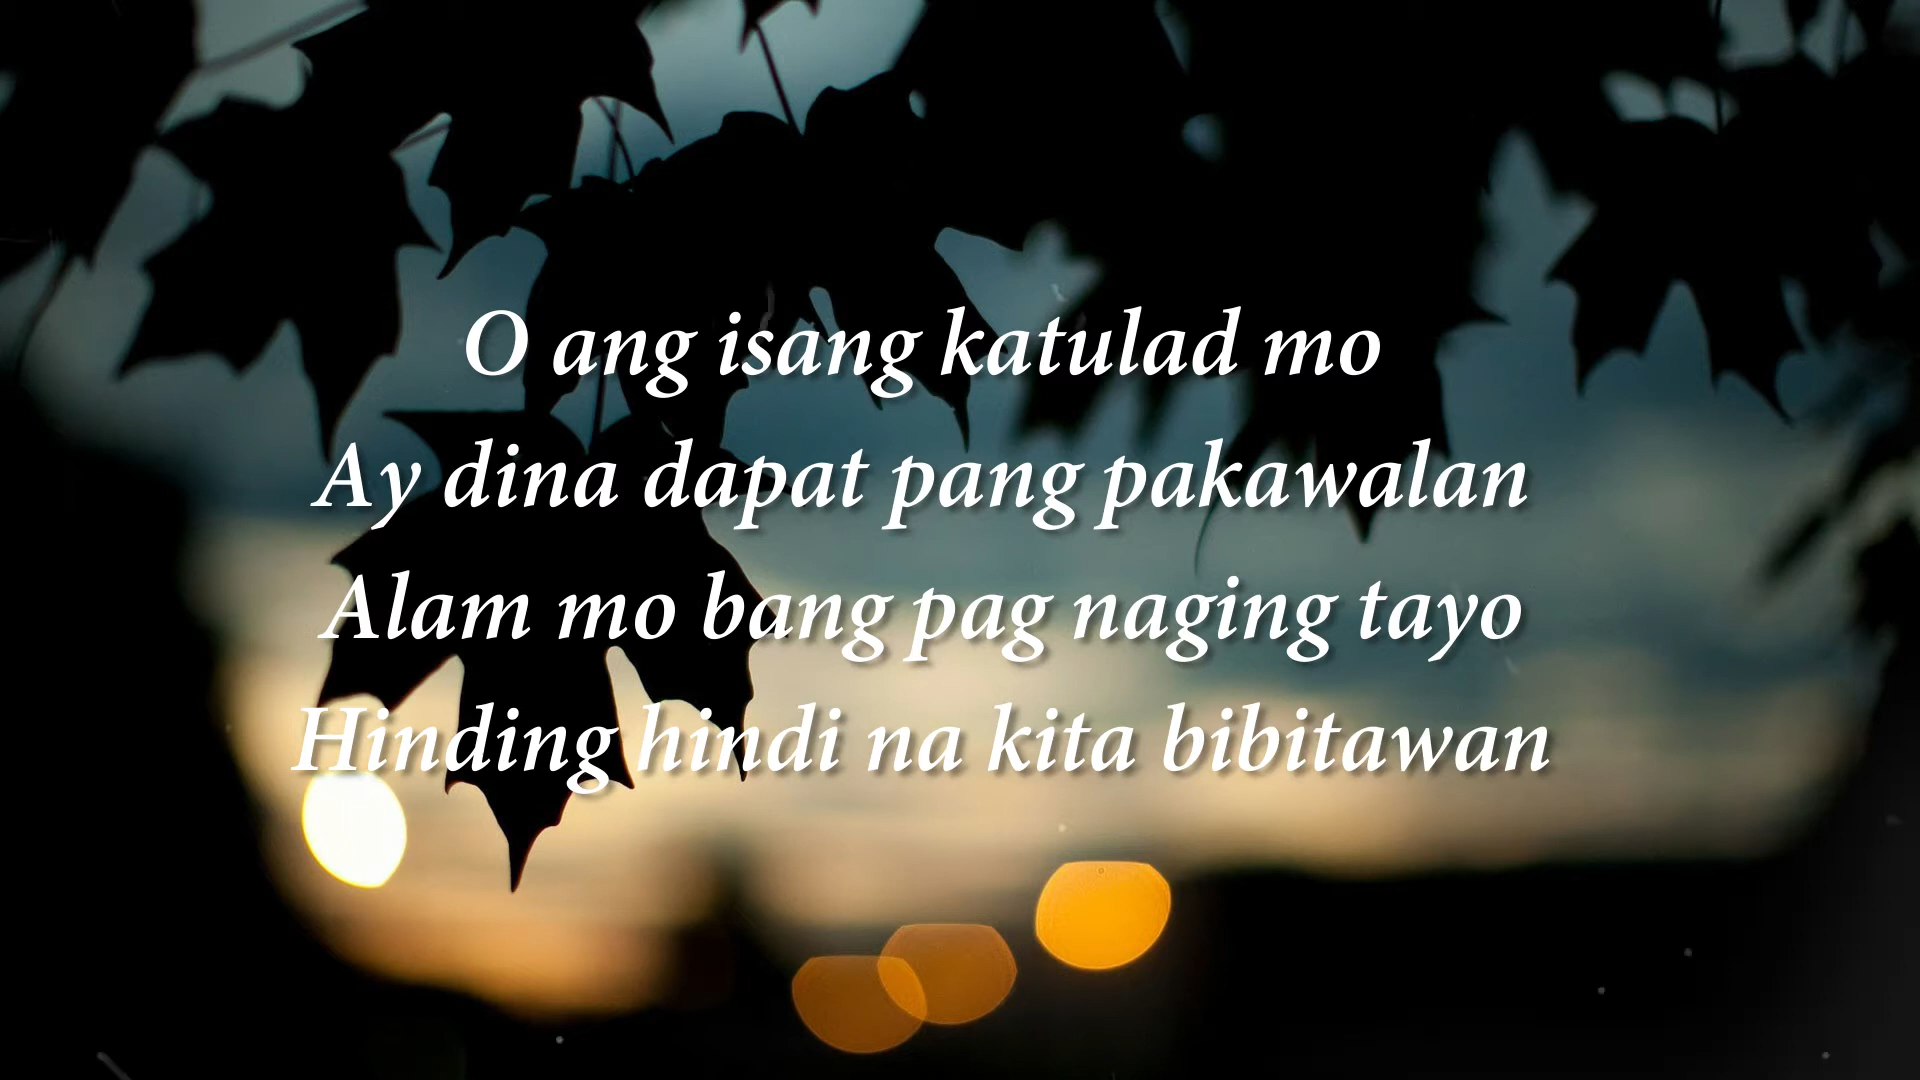 O ang isang katulad mo
Ay dina dapat pang pakawalan
Alam mo bang pag naging tayo
Hinding hindi na kita bibitawan